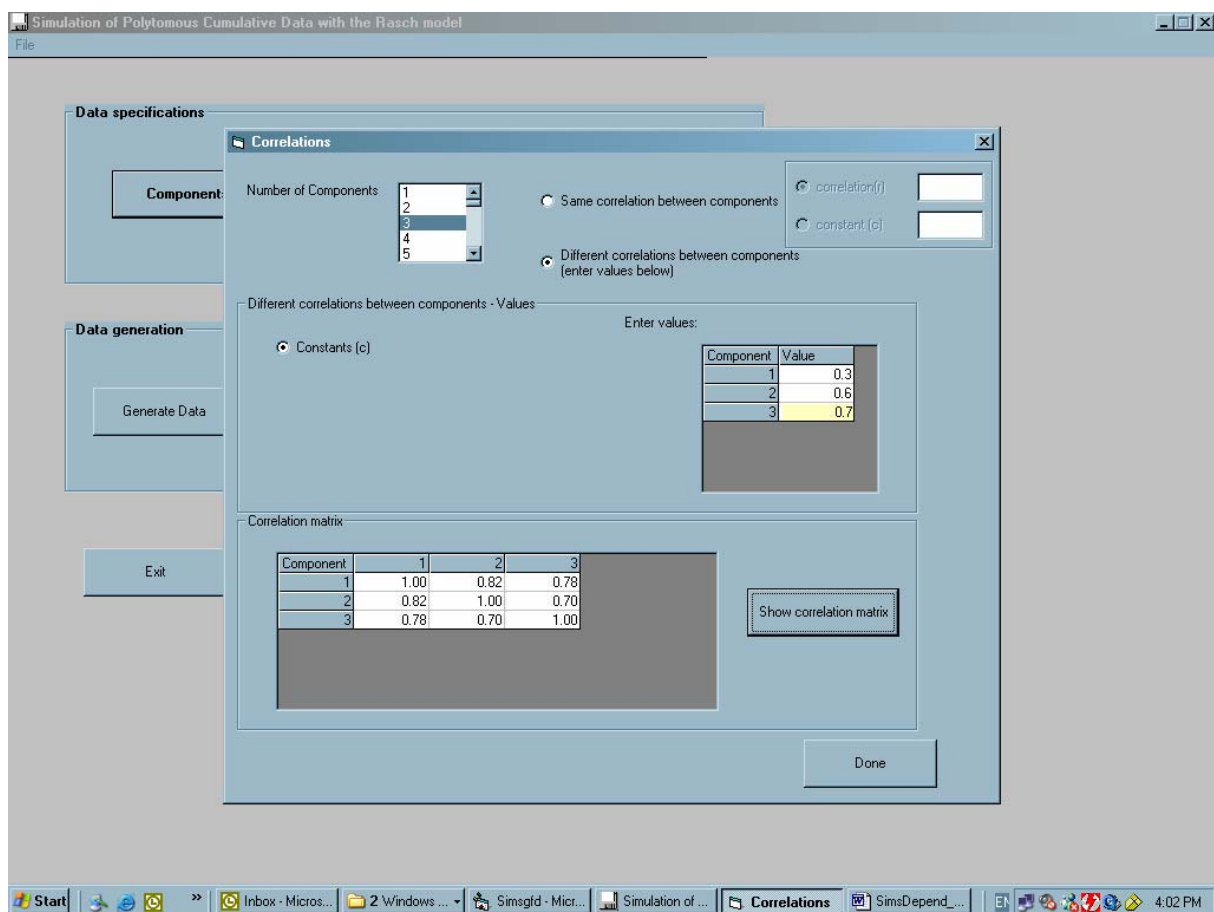 Simulation of Polytomous Cumulative Data with the Rasch model
File
Data specifications
Correlations
Component
Number of Components
1
2
3
4
5
Same correlation between components
correlation(r)
constant (c)
Different correlations between components
(enter values below)
Different correlations between components - Values
Constants (c)
Enter values:
Component Value
1 0.3
2 0.6
3 0.7
Data generation
Generate Data
Correlation matrix
Component 1 2 3
1 1.00 0.82 0.78
2 0.82 1.00 0.70
3 0.78 0.70 1.00
Show correlation matrix
Exit
Done
Start » Inbox - Micros... 2 Windows ... Simsgfd - Micr... Simulation of ... Correlations SimsDepend_... EN 4:02 PM